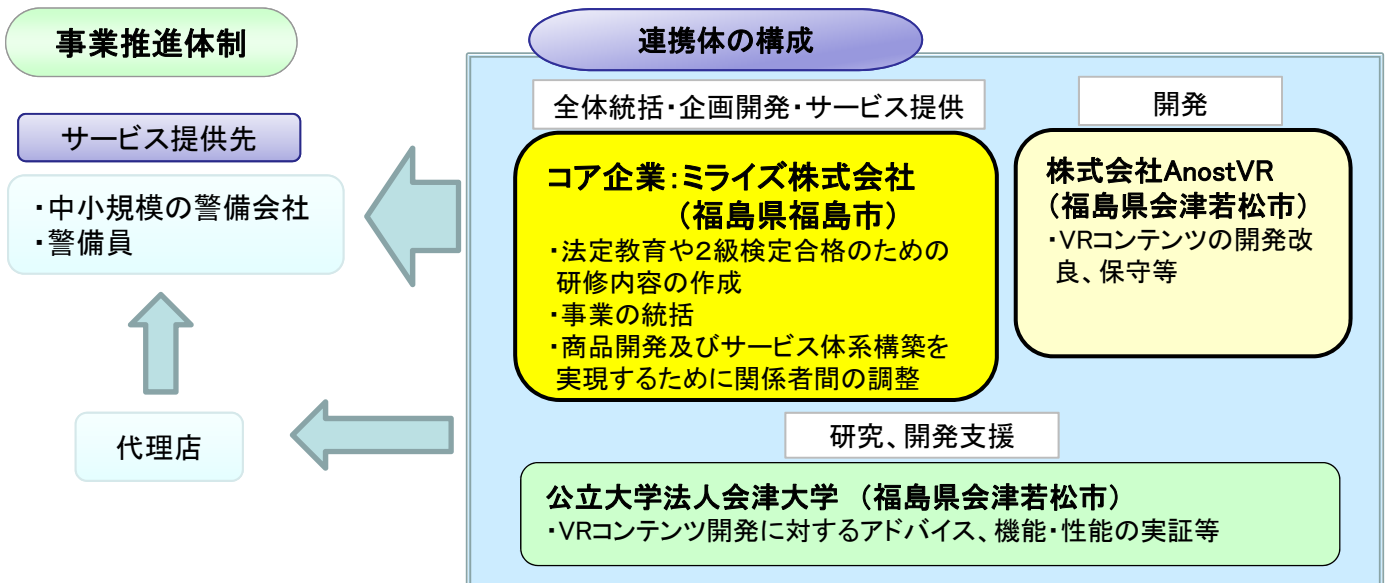 事業推進体制
サービス提供先
・中小規模の警備会社
・警備員
代理店
連携体の構成
全体統括・企画開発・サービス提供
コア企業：ミライズ株式会社
（福島県福島市）
・法定教育や２級検定合格のための
研修内容の作成
・事業の統括
・商品開発及びサービス体系構築を
実現するために関係者間の調整
開発
株式会社AnostVR
（福島県会津若松市）
・VRコンテンツの開発改
良、保守等
研究、開発支援
公立大学法人会津大学 （福島県会津若松市）
・VRコンテンツ開発に対するアドバイス、機能・性能の実証等